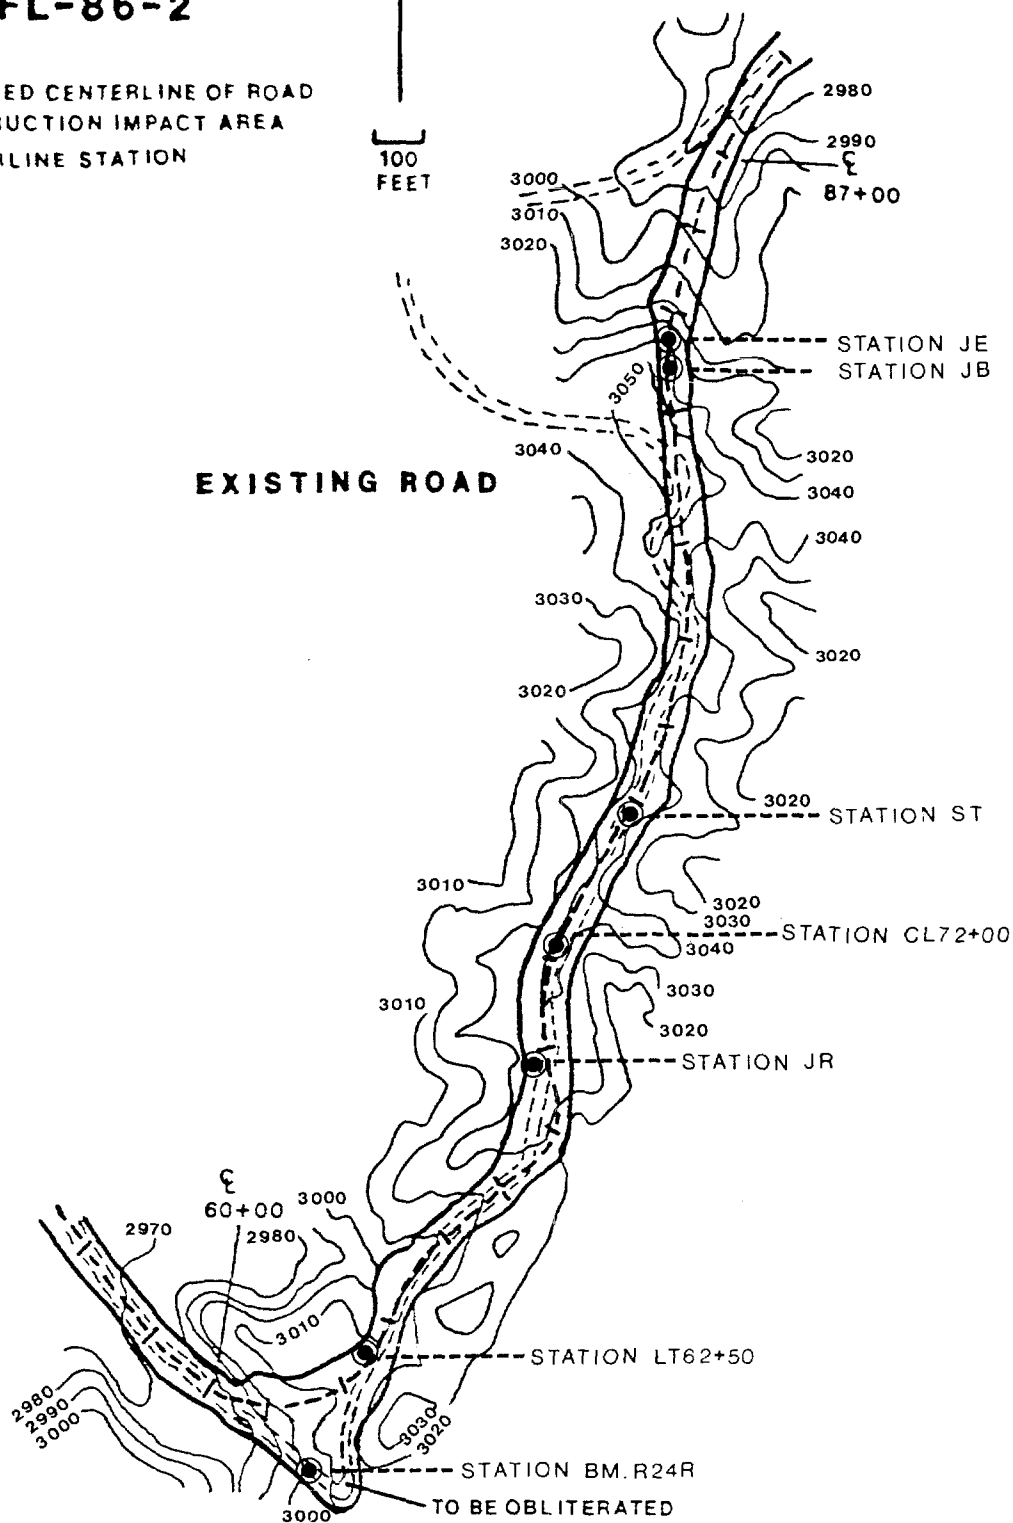 FL-86-2
ED CENTERLINE OF ROAD
UCTION IMPACT AREA
LINE STATION
100
FEET
2980
2990
℄
87+00
3000
3010
3020
STATION JE
STATION JB
3050
3040
3020
EXISTING ROAD
3040
3040
3030
3020
3020
3020
STATION ST
3010
3020
3030
STATION CL72+00
3040
3030
3010
3020
STATION JR
℄
60+00
3000
2970
2980
3010
STATION LT62+50
2980
2990
3000
3030
3020
STATION BM.R24R
TO BE OBLITERATED
3000